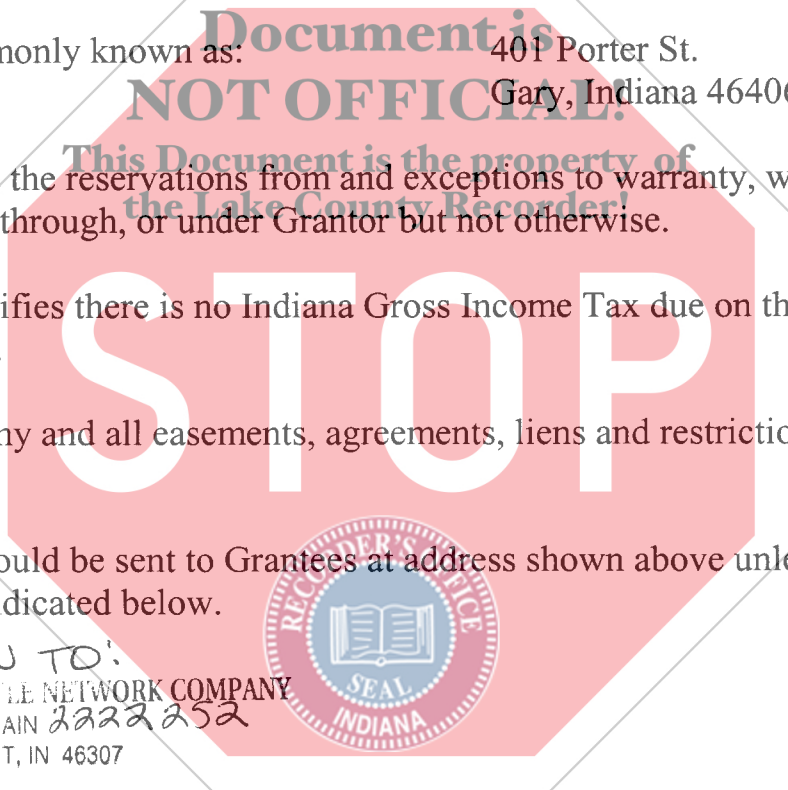 Document is
monly known as: 401 Porter St.
NOT OFFICIAL!
Gary, Indiana 46406
This Document is the property of
the reservations from and exceptions to warranty, w
the Lake County Recorder!
through, or under Grantor but not otherwise.
ifies there is no Indiana Gross Income Tax due on th
STOP
ny and all easements, agreements, liens and restrictio
ould be sent to Grantees at address shown above unle
dicated below.
RECORDER'S OFFICE
SEAL
INDIANA
TO:
LE NETWORK COMPANY
AIN 2222252
T, IN 46307